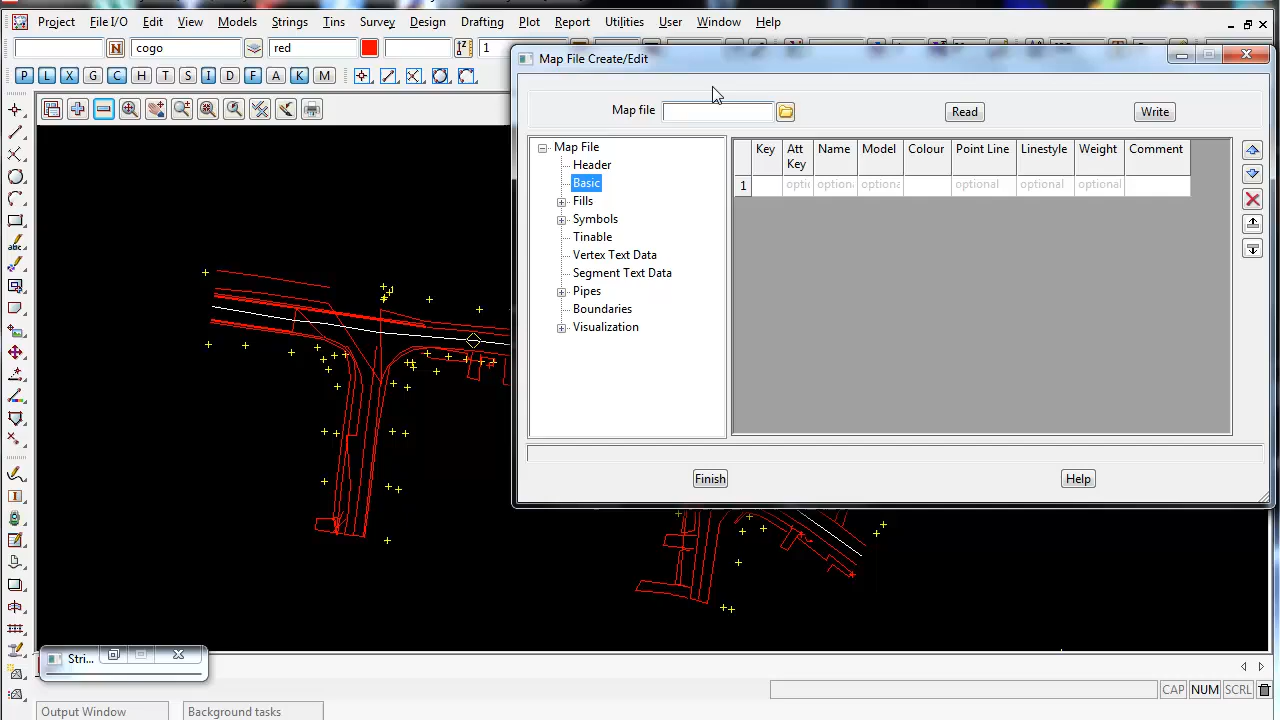 Project File I/O Edit View Models Strings Tins Survey Design Drafting Plot Report Utilities User Window Help
N cogo red 1
P L X G C H T S I D F A K M
Map File Create/Edit
Map file Read Write
Map File
Header
Basic
Fills
Symbols
Tinable
Vertex Text Data
Segment Text Data
Pipes
Boundaries
Visualization
Key Att Key Name Model Colour Point Line Linestyle Weight Comment
1 optio optiona optiona optional optional optional
Finish Help
Stri...
CAP NUM SCRL
Output Window Background tasks